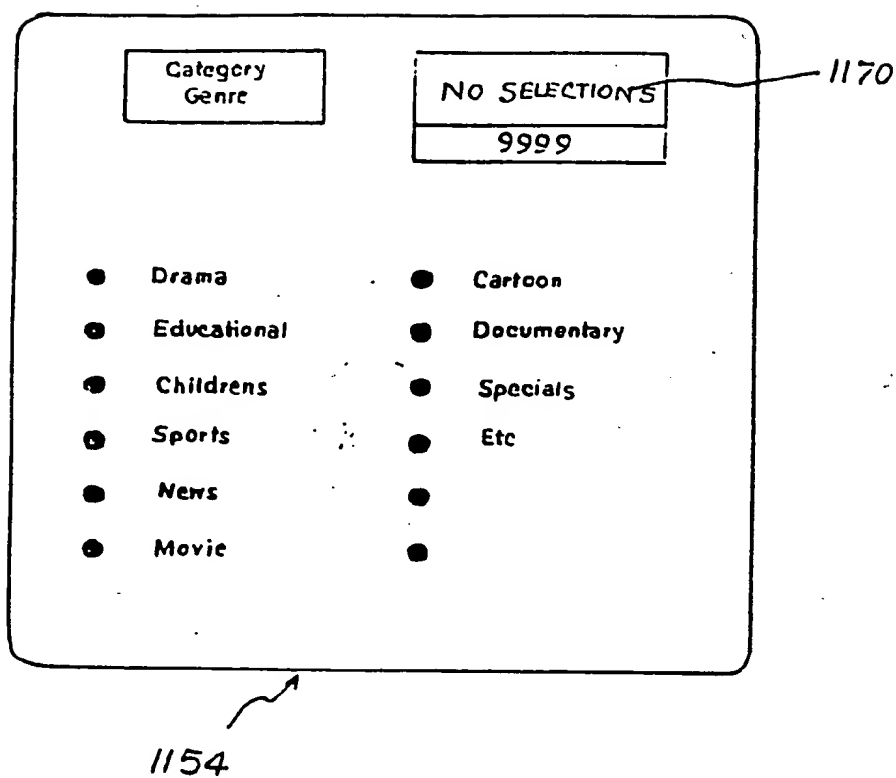 Category
Genre
NO SELECTIONS
9999
1170
Drama
Educational
Childrens
Sports
News
Movie
Cartoon
Documentary
Specials
Etc
1154